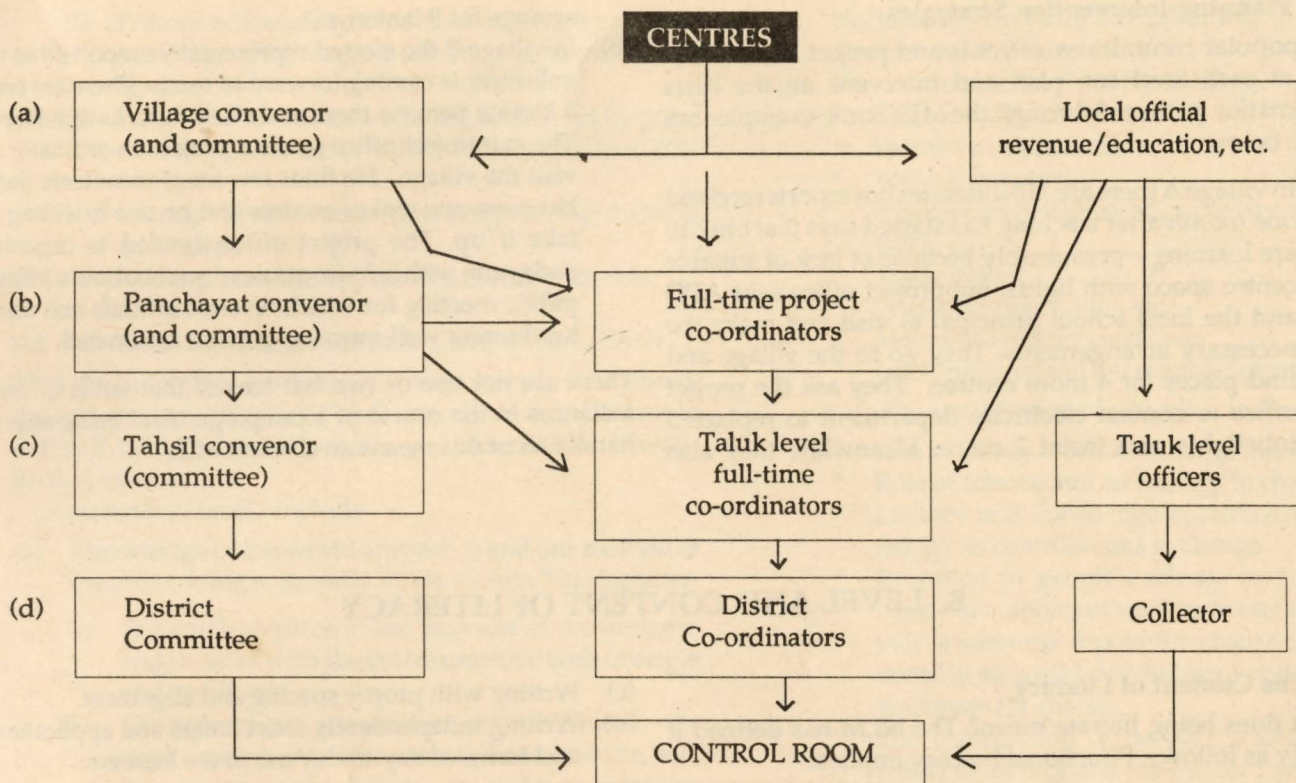 CENTRES
(a)
Village convenor
(and committee)
Local official
revenue/education, etc.
(b)
Panchayat convenor
(and committee)
Full-time project
co-ordinators
(c)
Tahsil convenor
(committee)
Taluk level
full-time
co-ordinators
Taluk level
officers
(d)
District
Committee
District
Co-ordinators
Collector
CONTROL ROOM